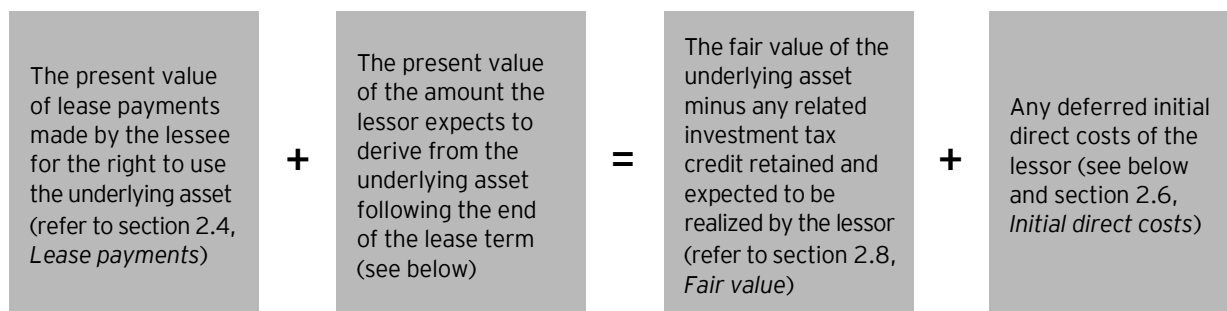 The present value
of lease payments
made by the lessee
for the right to use
the underlying asset
(refer to section 2.4,
Lease payments)
+
The present value
of the amount the
lessor expects to
derive from the
underlying asset
following the end
of the lease term
(see below)
=
The fair value of the
underlying asset
minus any related
investment tax
credit retained and
expected to be
realized by the lessor
(refer to section 2.8,
Fair value)
+
Any deferred initial
direct costs of the
lessor (see below
and section 2.6,
Initial direct costs)